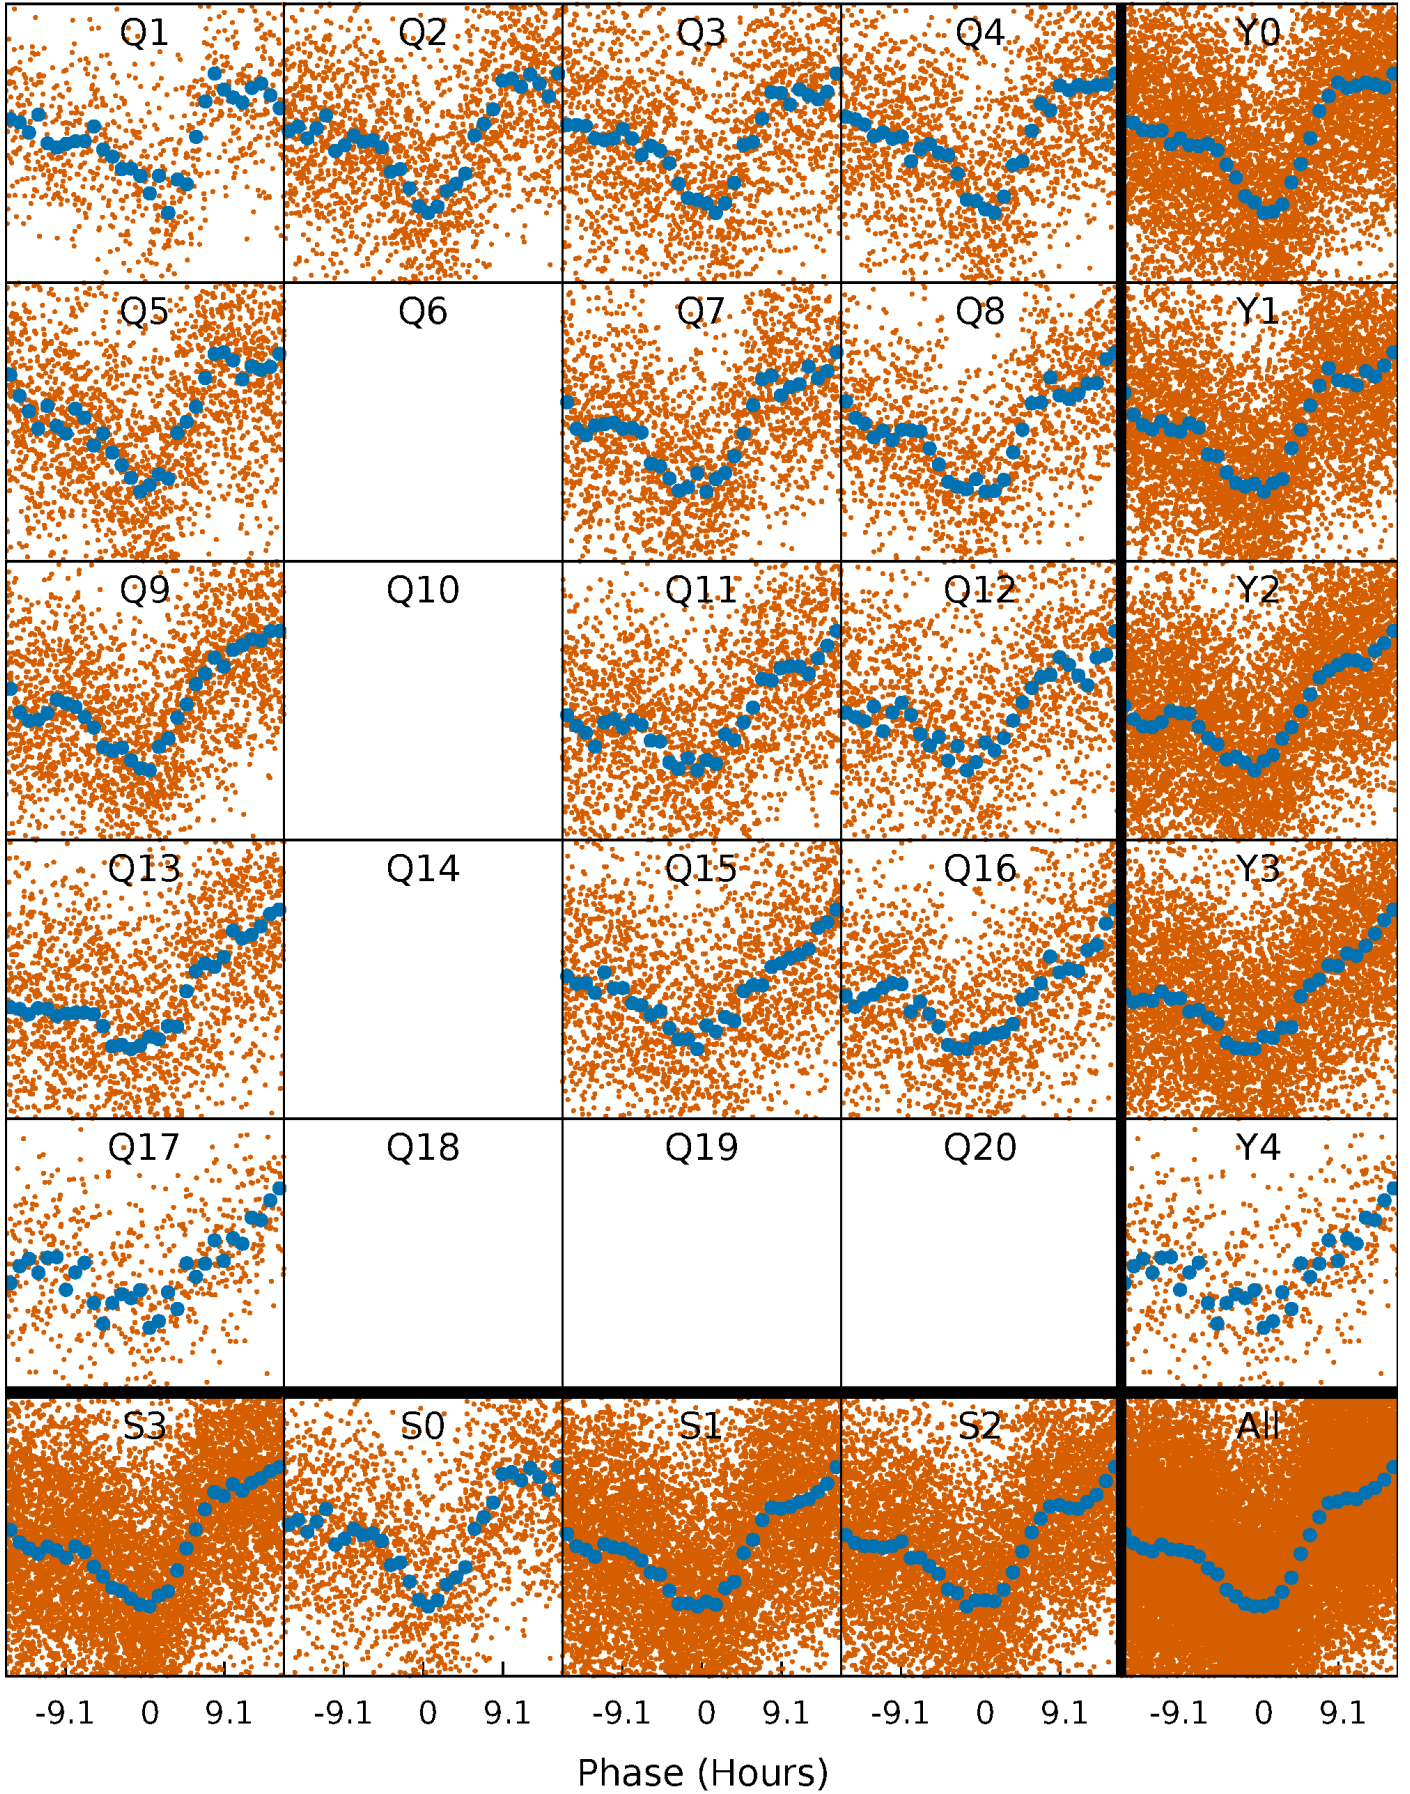 Q1 Q2 Q3 Q4 Y0
Q5 Q6 Q7 Q8 Y1
Q9 Q10 Q11 Q12 Y2
Q13 Q14 Q15 Q16 Y3
Q17 Q18 Q19 Q20 Y4
S3 S0 S1 S2 All
-9.1 0 9.1 -9.1 0 9.1 -9.1 0 9.1 -9.1 0 9.1 -9.1 0 9.1
Phase (Hours)